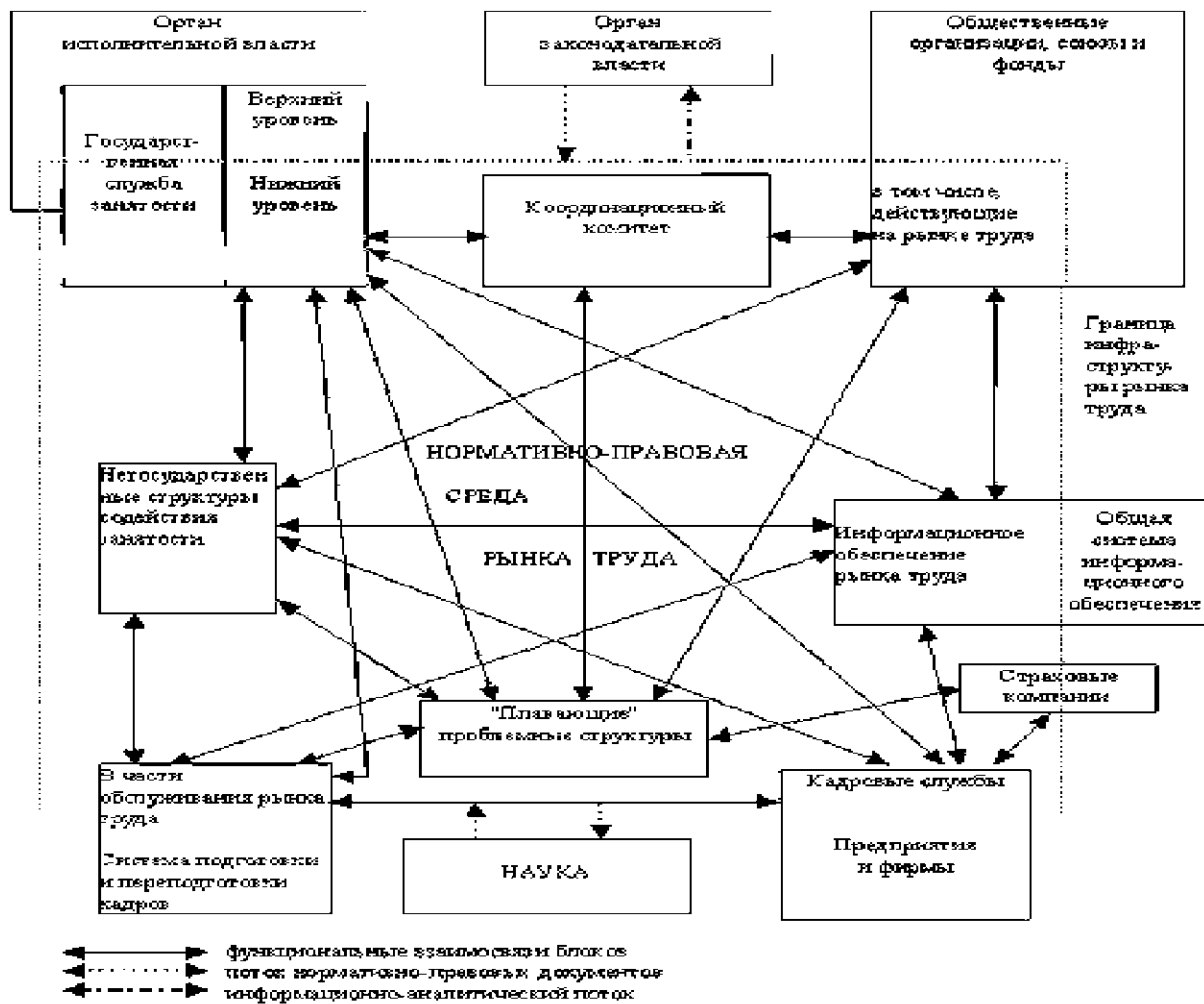 Орган
исполнительной власти
Орган
законодательной
власти
Общественные
организации, союзы и
фонды
Верхний
уровень
Государст-
венная
служба
занятости
Нижний
уровень
Координационный
комитет
в том числе,
действующие
на рынке труда
Граница
инфра-
структу-
ры рынка
труда
НОРМАТИВНО-ПРАВОВАЯ
СРЕДА
РЫНКА ТРУДА
Негосударствен
ные структуры
содействия
занятости
Информационное
обеспечение
рынка труда
Общая
система
информа-
ционного
обеспечения
Страховые
компании
"Плавающие"
проблемные структуры
В части
обслуживания рынка
труда
Система подготовки
и переподготовки
кадров
Кадровые службы
Предприятия
и фирмы
НАУКА
функциональные взаимосвязи блоков
поток нормативно-правовых документов
информационно-аналитический поток